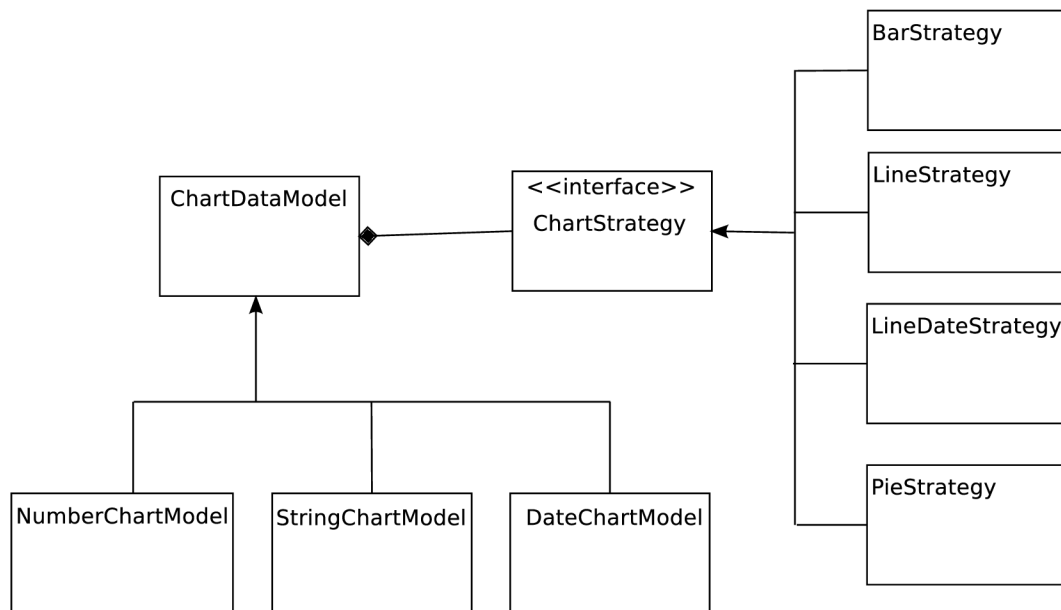 BarStrategy
LineStrategy
ChartDataModel
<<interface>>
ChartStrategy
LineDateStrategy
PieStrategy
NumberChartModel
StringChartModel
DateChartModel